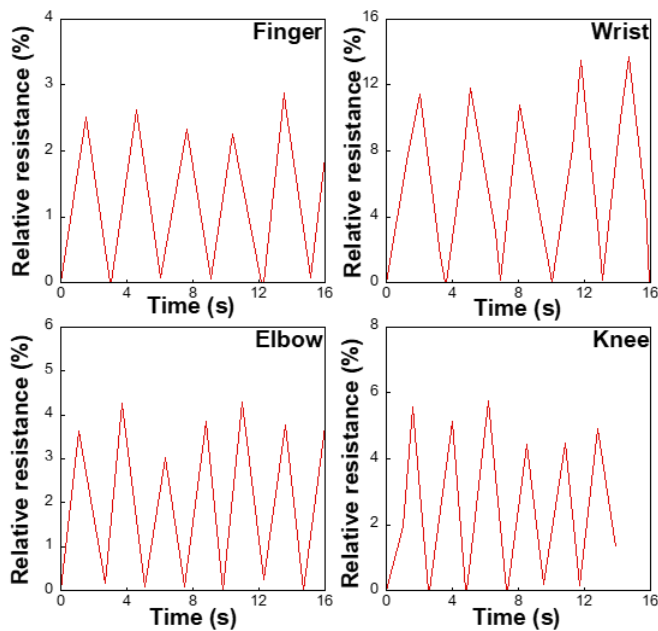 4
Finger
3
2
1
0
Relative resistance (%)
0 4 8 12 16
Time (s)
16
Wrist
12
8
4
0
Relative resistance (%)
0 4 8 12 16
Time (s)
6
Elbow
5
4
3
2
1
0
Relative resistance (%)
0 4 8 12 16
Time (s)
8
Knee
6
4
2
0
Relative resistance (%)
0 4 8 12 16
Time (s)